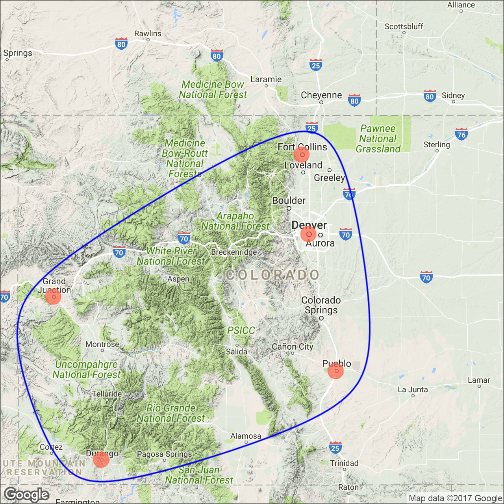 Alliance
Rawlins
Scottsbluff
80
Springs
80
25
Laramie
Medicine Bow
National Forest
Cheyenne
80
80
Sidney
25
Pawnee
National
Grassland
76
Medicine
Bow-Routt
National
Forests
Fort Collins
Loveland
Sterling
Greeley
70
Boulder
Arapaho
National Forest
Denver
Aurora
70
70
White River
National Forest
70
Breckenridge
Aspen
COLORADO
Grand
Junction
70
Colorado
Springs
PSICC
Montrose
Salida
Cañon City
Uncompahgre
National Forest
Pueblo
Telluride
La Junta
Lamar
Rio Grande
National Forest
Alamosa
Cortez
Durango
Pagosa Springs
25
UTE MOUNTAIN
RESERVATION
San Juan
National Forest
Trinidad
Raton
Farmington
Google
Map data ©2017 Google